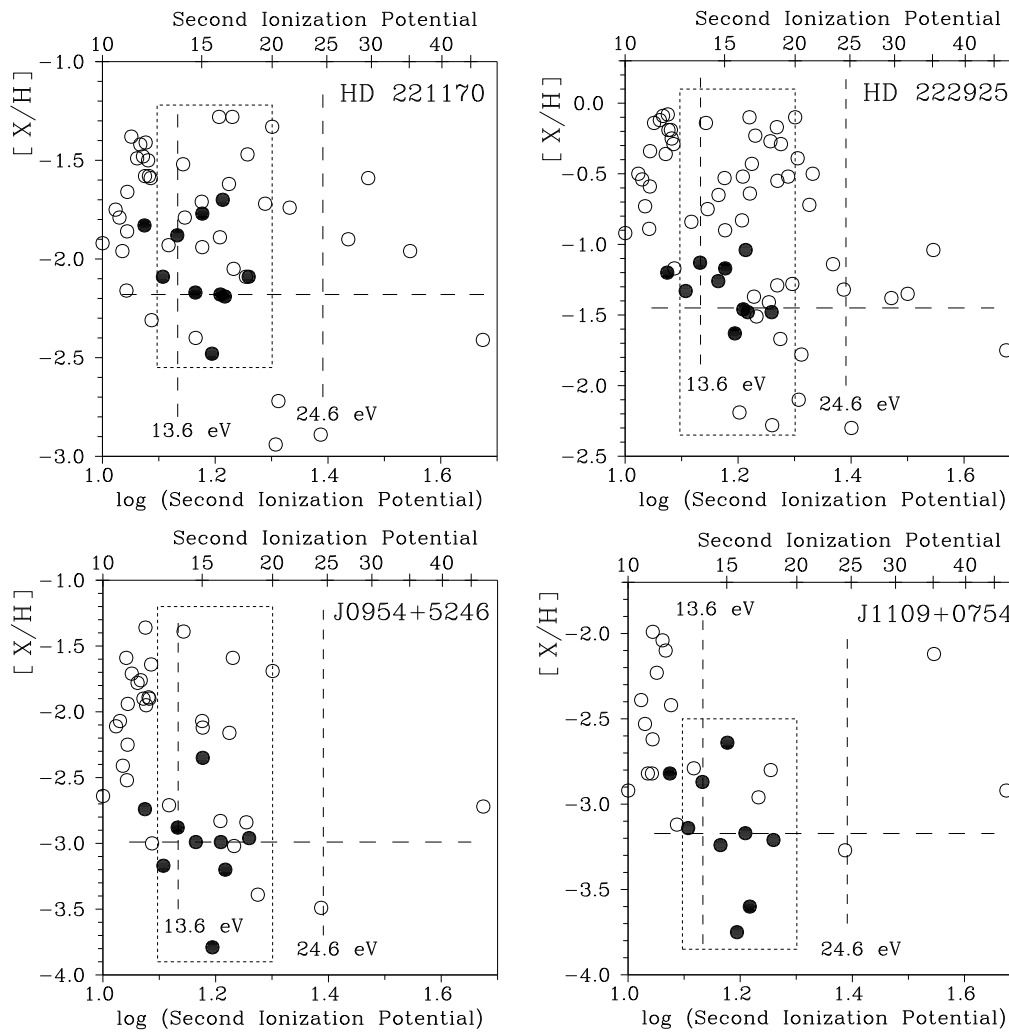 Second Ionization Potential
10 15 20 25 30 40
−1.0
−1.5
−2.0
−2.5
−3.0
[ X/H ]
HD 221170
13.6 eV
24.6 eV
1.0 1.2 1.4 1.6
log (Second Ionization Potential)
Second Ionization Potential
10 15 20 25 30 40
0.0
−0.5
−1.0
−1.5
−2.0
−2.5
[ X/H ]
HD 222925
13.6 eV
24.6 eV
1.0 1.2 1.4 1.6
log (Second Ionization Potential)
Second Ionization Potential
10 15 20 25 30 40
−1.0
−1.5
−2.0
−2.5
−3.0
−3.5
−4.0
[ X/H ]
J0954+5246
13.6 eV
24.6 eV
1.0 1.2 1.4 1.6
log (Second Ionization Potential)
Second Ionization Potential
10 15 20 25 30 40
−2.0
−2.5
−3.0
−3.5
−4.0
[ X/H ]
13.6 eV
J1109+0754
24.6 eV
1.0 1.2 1.4 1.6
log (Second Ionization Potential)